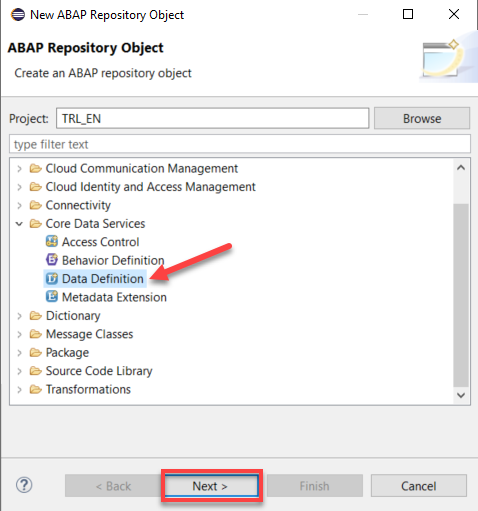 New ABAP Repository Object
ABAP Repository Object
Create an ABAP repository object
Project: TRL_EN Browse
type filter text
Cloud Communication Management
Cloud Identity and Access Management
Connectivity
Core Data Services
Access Control
Behavior Definition
Data Definition
Metadata Extension
Dictionary
Message Classes
Package
Source Code Library
Transformations
? < Back Next > Finish Cancel